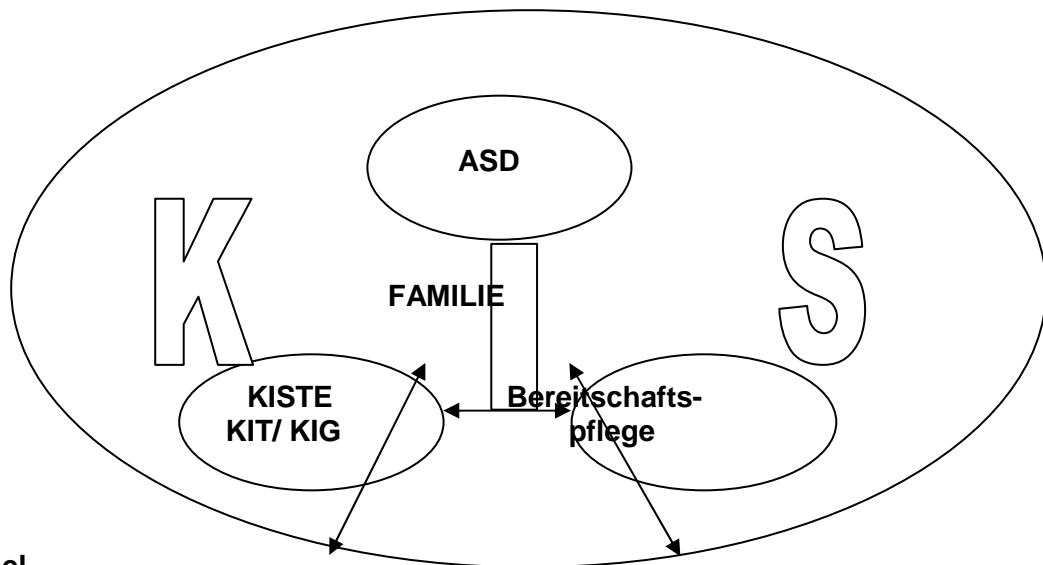 ASD
K I S
FAMILIE
KISTE
KIT/ KIG
Bereitschafts-
pflege